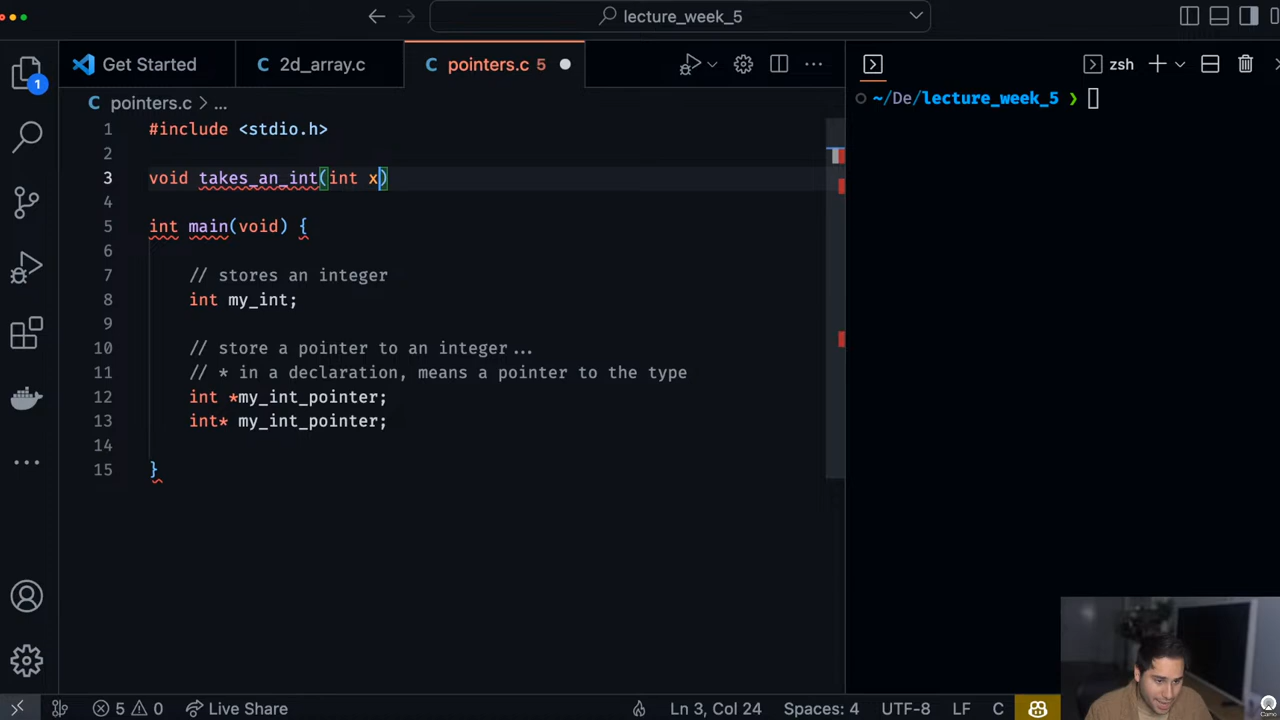 lecture_week_5
Get Started
C 2d_array.c
C pointers.c 5
C pointers.c > ...
zsh
~/De/lecture_week_5 ❯
1 #include <stdio.h>
2
3 void takes_an_int(int x)
4
5 int main(void) {
6
7 // stores an integer
8 int my_int;
9
10 // store a pointer to an integer...
11 // * in a declaration, means a pointer to the type
12 int *my_int_pointer;
13 int* my_int_pointer;
14
15 }
1
5 0 Live Share Ln 3, Col 24 Spaces: 4 UTF-8 LF C
Camo